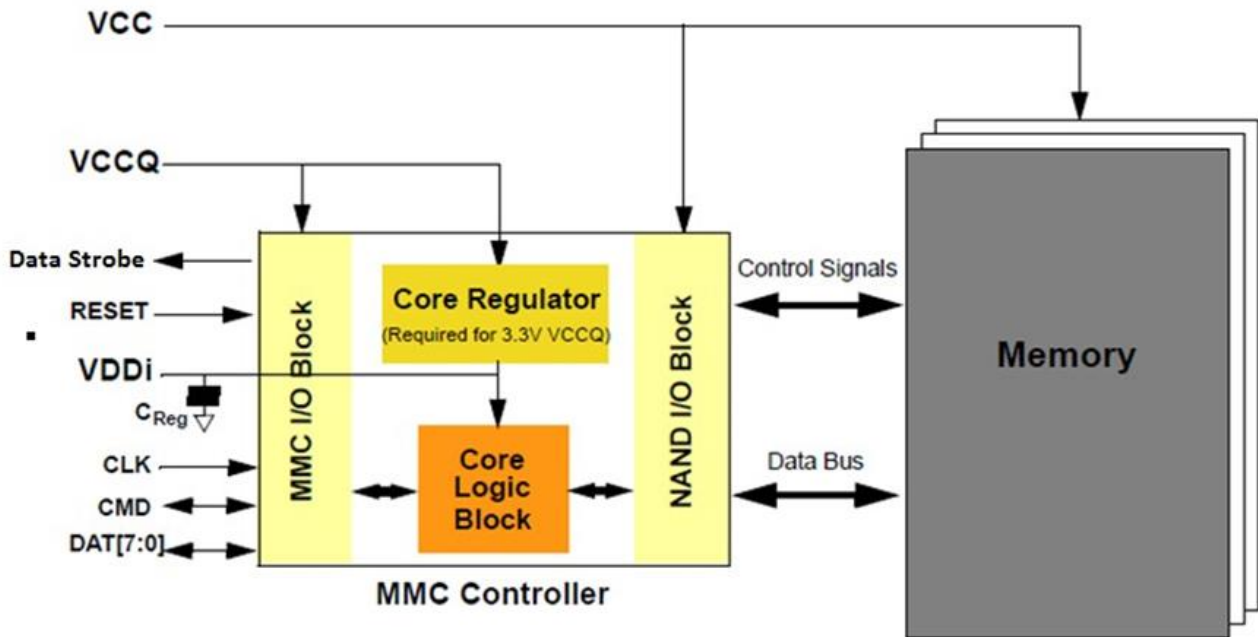 VCC
VCCQ
Data Strobe
RESET
VDDi
CReg
CLK
CMD
DAT[7:0]
MMC I/O Block
Core Regulator
(Required for 3.3V VCCQ)
Core
Logic
Block
NAND I/O Block
MMC Controller
Control Signals
Data Bus
Memory